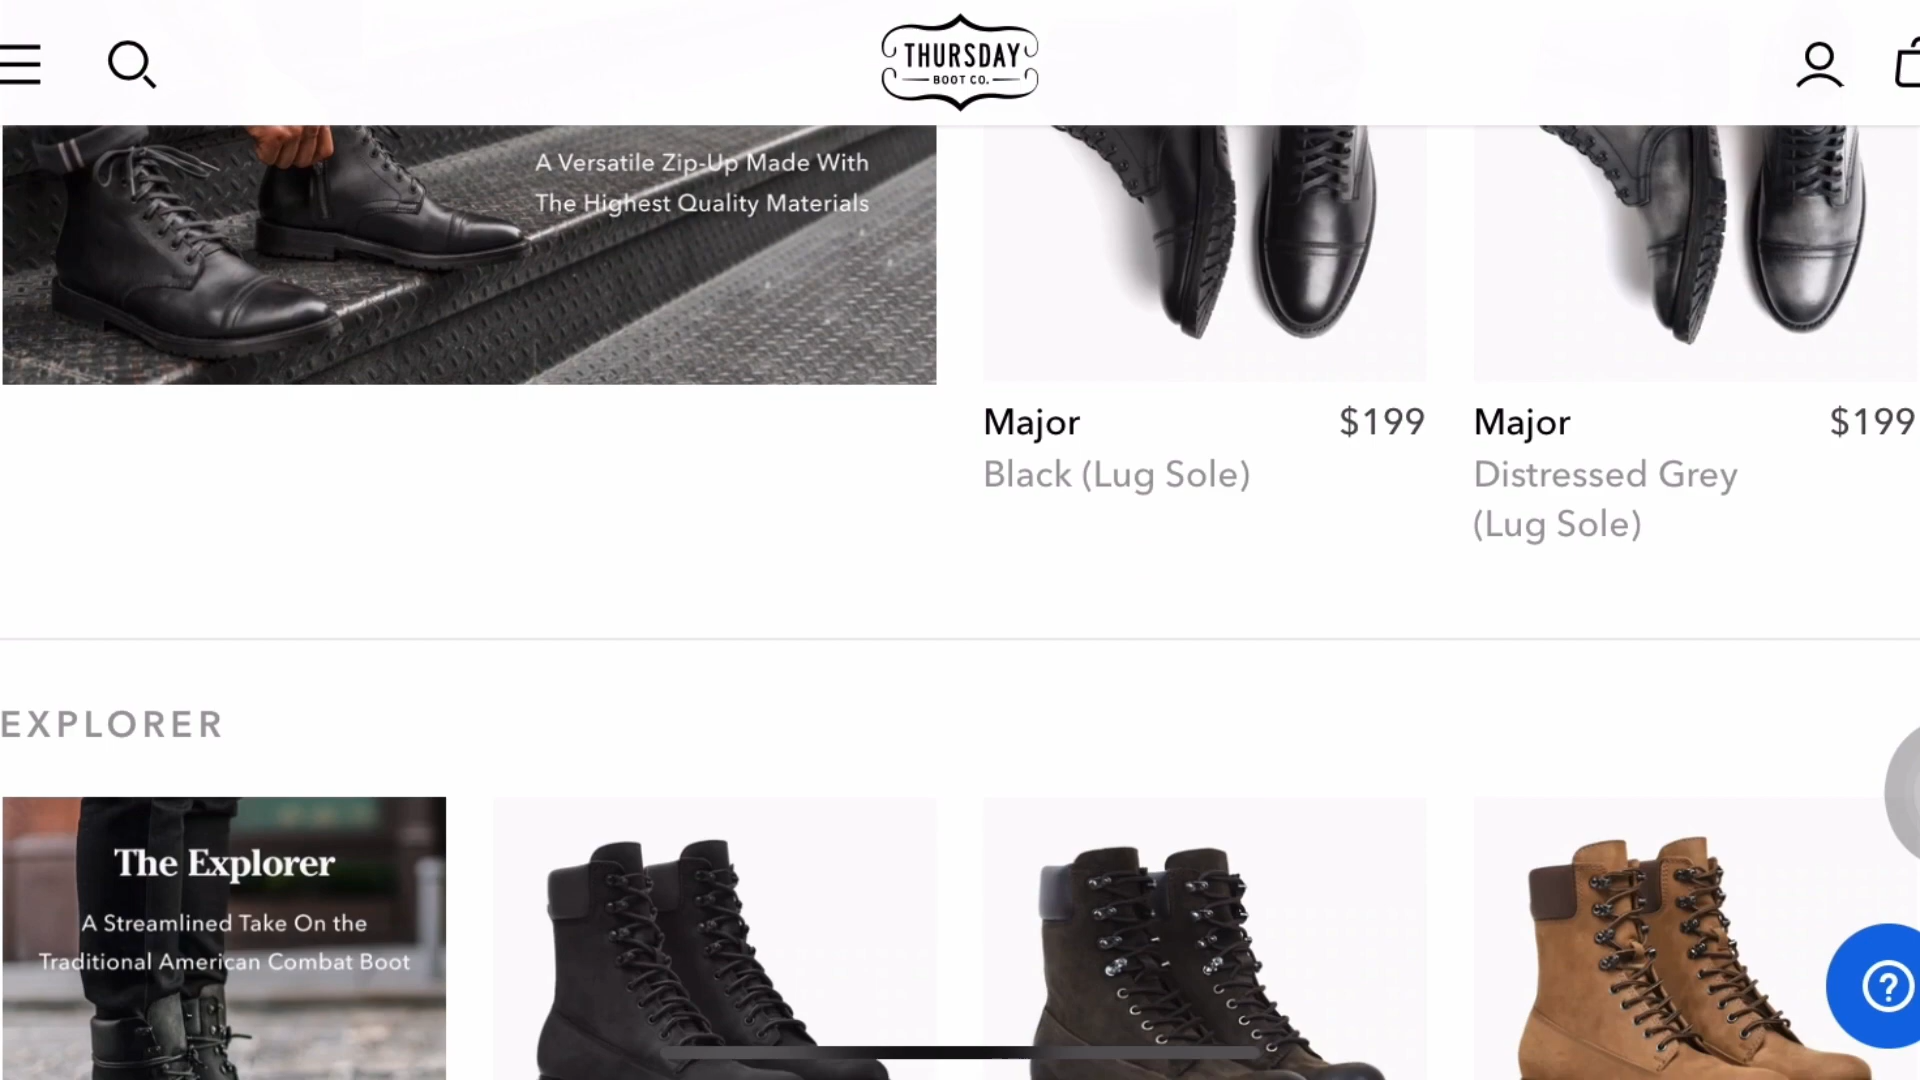 THURSDAY
BOOT CO.
A Versatile Zip-Up Made With
The Highest Quality Materials
Major $199
Black (Lug Sole)
Major $199
Distressed Grey
(Lug Sole)
EXPLORER
The Explorer
A Streamlined Take On the
Traditional American Combat Boot
?